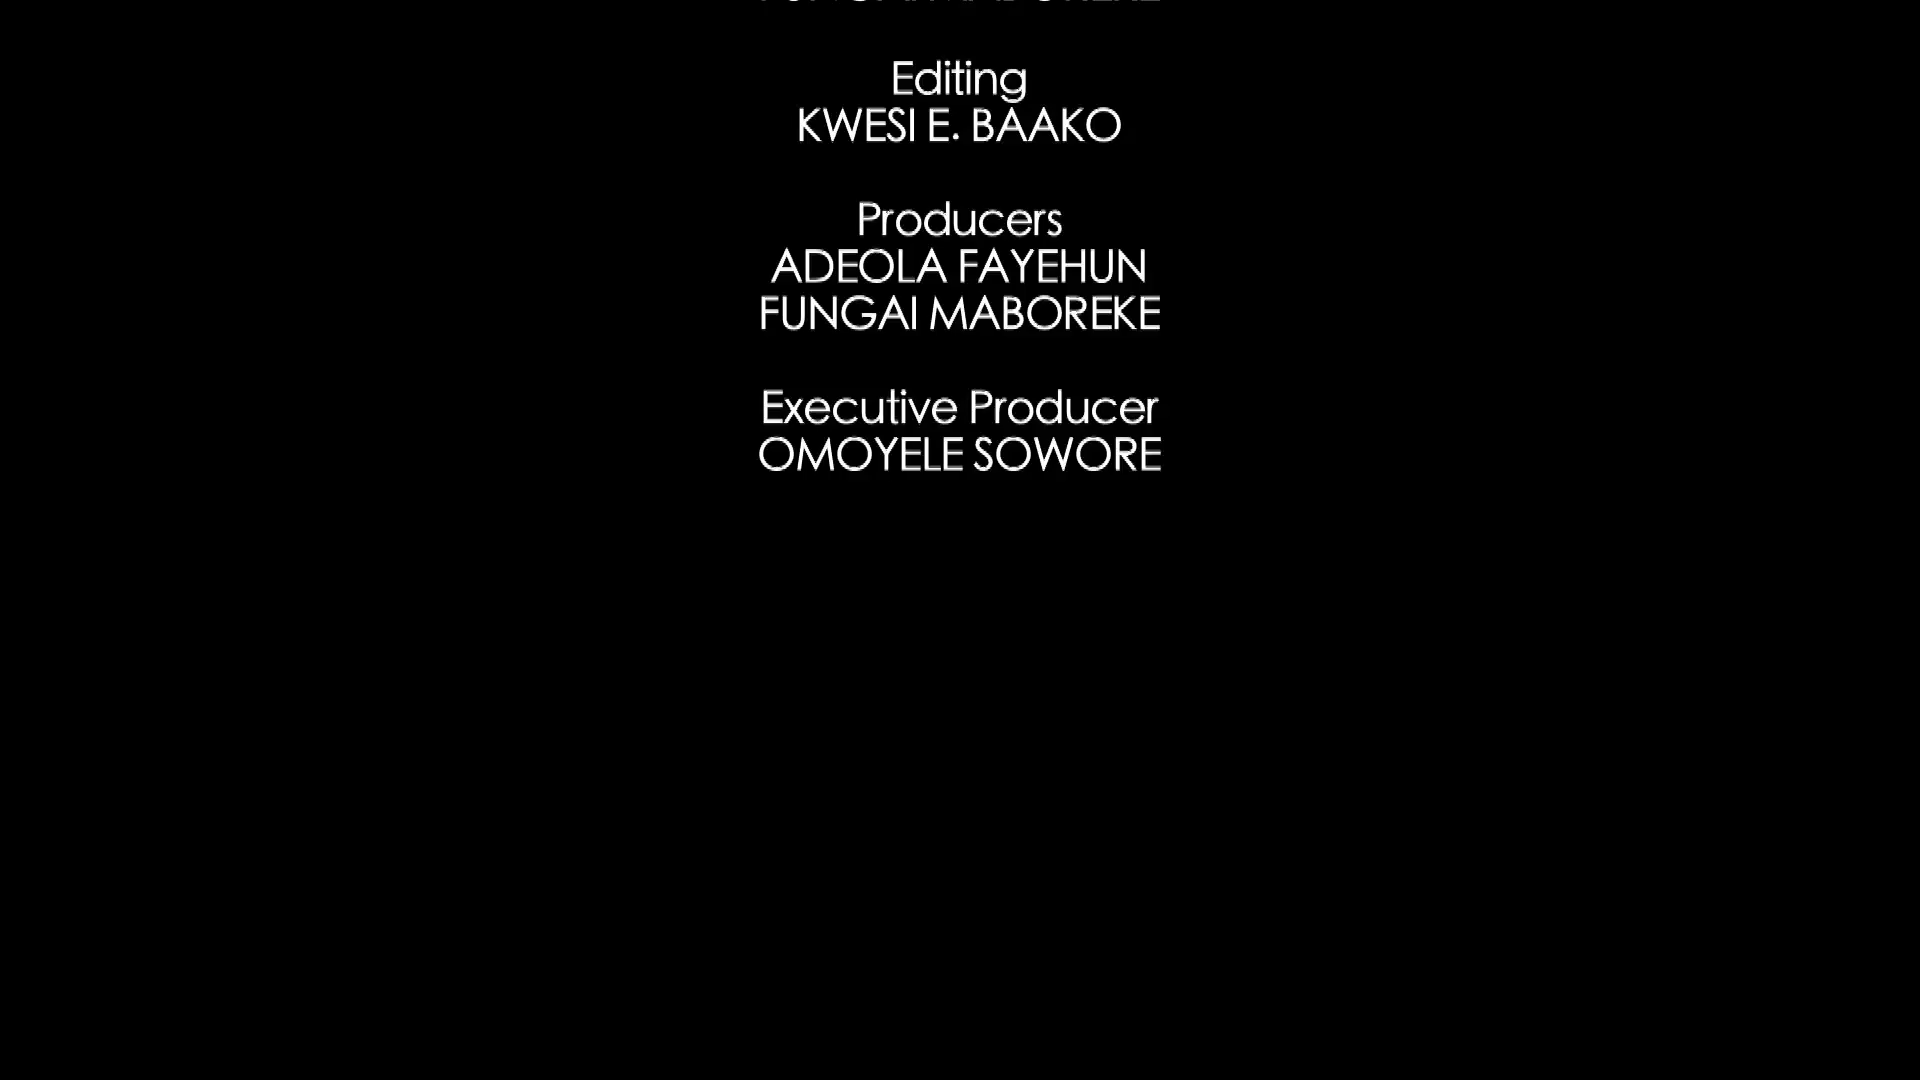 Editing
KWESI E. BAAKO
Producers
ADEOLA FAYEHUN
FUNGAI MABOREKE
Executive Producer
OMOYELE SOWORE